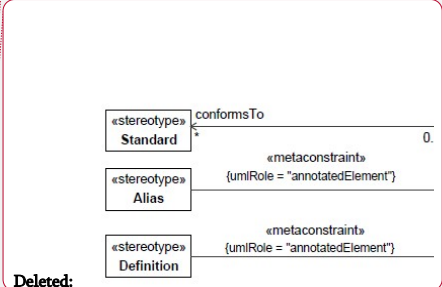 conformsTo
«stereotype»
Standard
*
0.
«metaconstraint»
{umlRole = "annotatedElement"}
«stereotype»
Alias
«metaconstraint»
{umlRole = "annotatedElement"}
«stereotype»
Definition
Deleted: